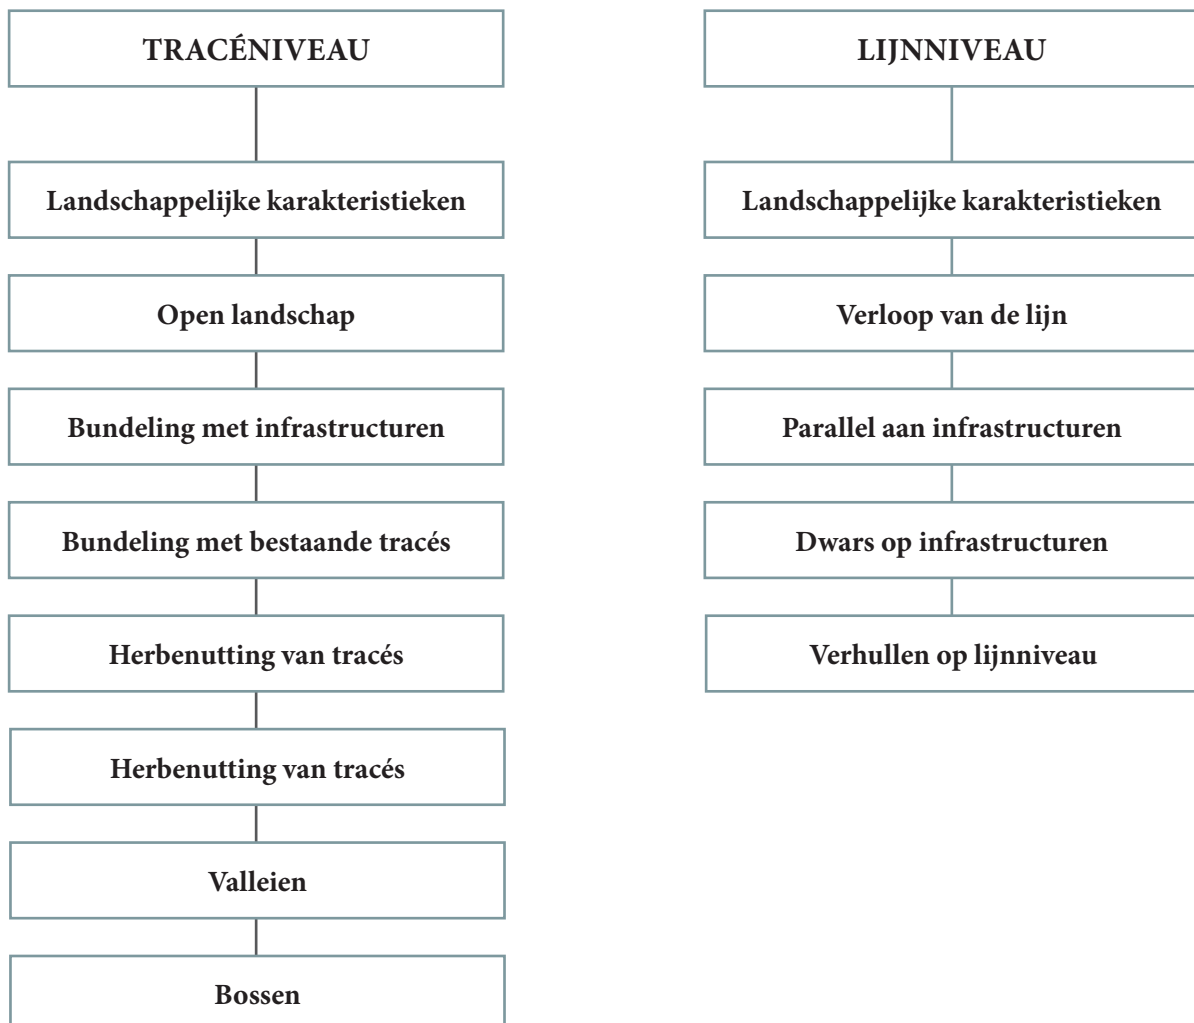 TRACÉNIVEAU
Landschappelijke karakteristieken
Open landschap
Bundeling met infrastructuren
Bundeling met bestaande tracés
Herbenutting van tracés
Herbenutting van tracés
Valleien
Bossen
LIJNNIVEAU
Landschappelijke karakteristieken
Verloop van de lijn
Parallel aan infrastructuren
Dwars op infrastructuren
Verhullen op lijnniveau